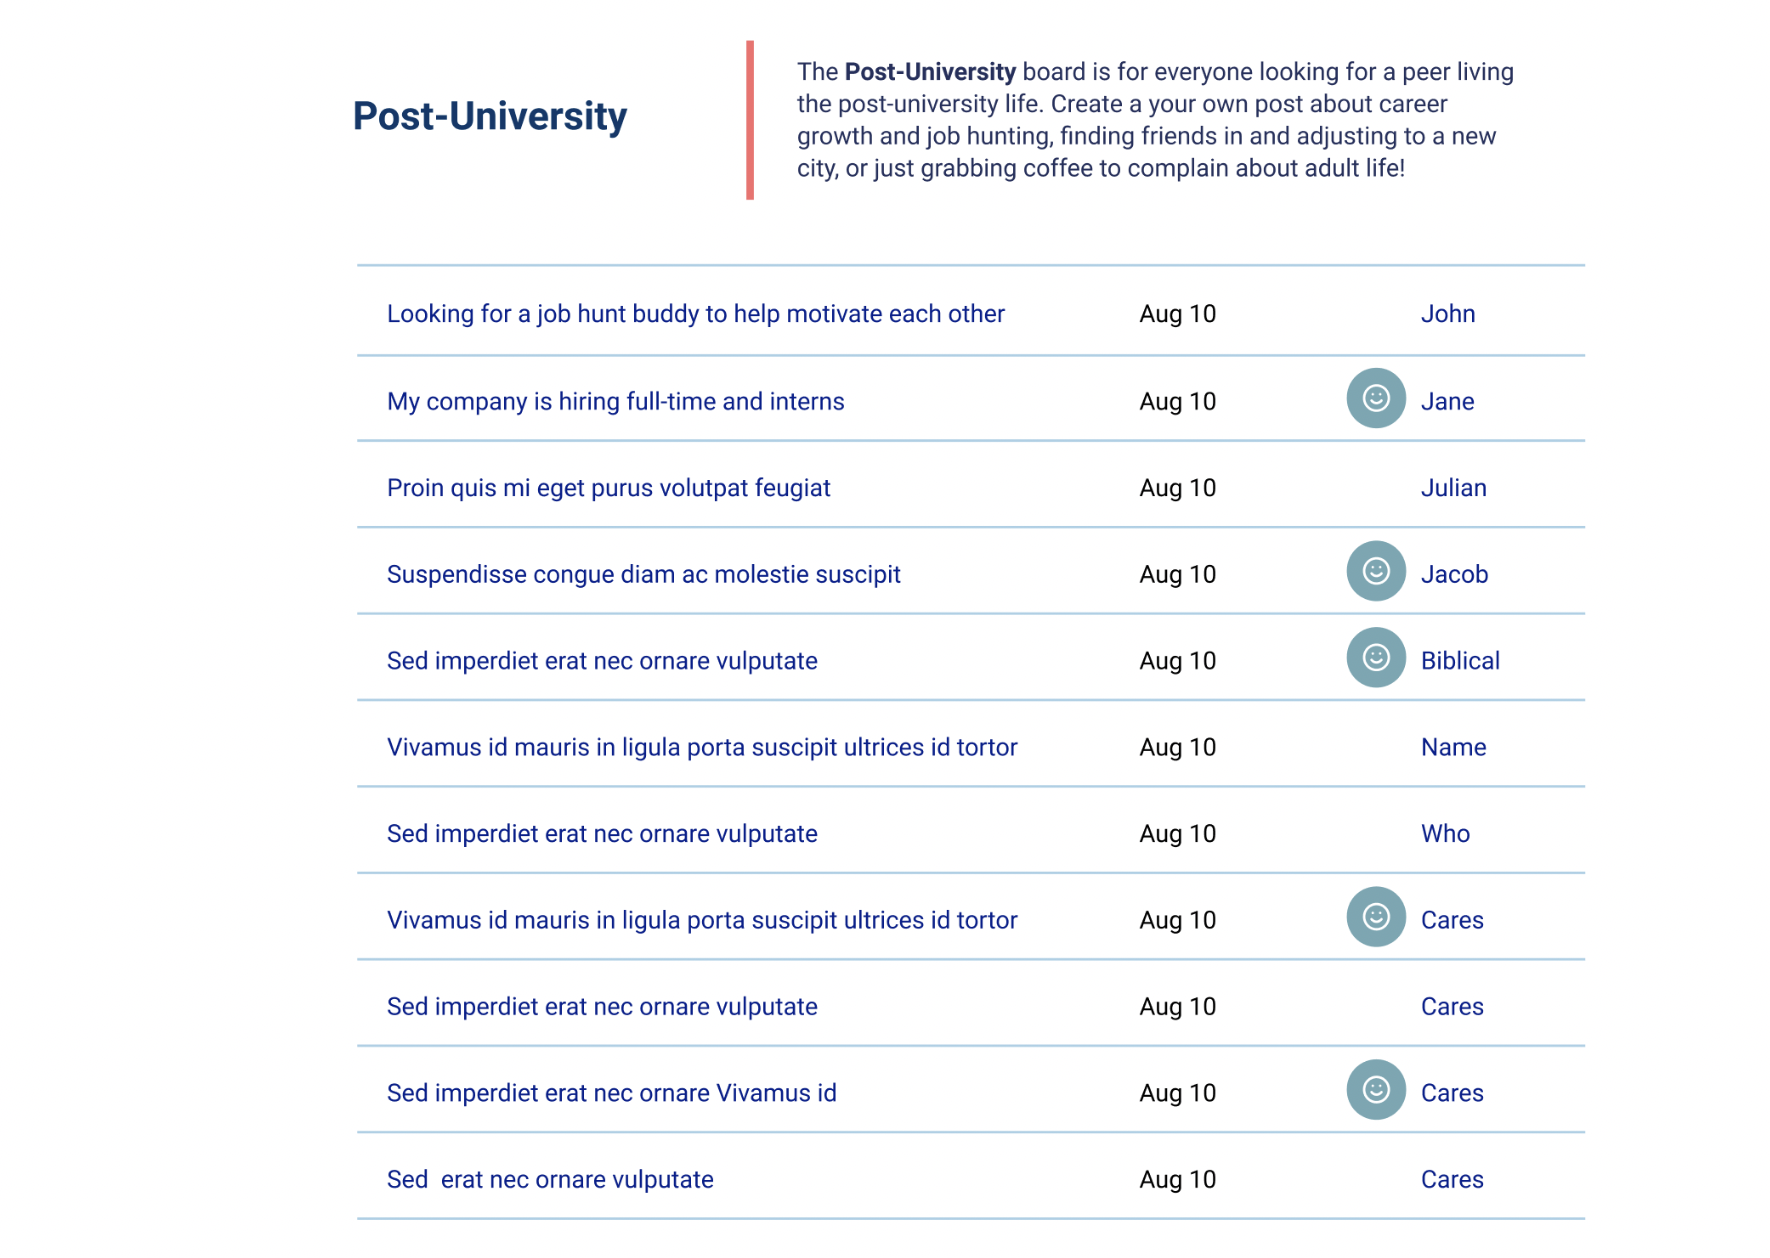 Post-University
The Post-University board is for everyone looking for a peer living
the post-university life. Create a your own post about career
growth and job hunting, finding friends in and adjusting to a new
city, or just grabbing coffee to complain about adult life!
Looking for a job hunt buddy to help motivate each other Aug 10 John
My company is hiring full-time and interns Aug 10 Jane
Proin quis mi eget purus volutpat feugiat Aug 10 Julian
Suspendisse congue diam ac molestie suscipit Aug 10 Jacob
Sed imperdiet erat nec ornare vulputate Aug 10 Biblical
Vivamus id mauris in ligula porta suscipit ultrices id tortor Aug 10 Name
Sed imperdiet erat nec ornare vulputate Aug 10 Who
Vivamus id mauris in ligula porta suscipit ultrices id tortor Aug 10 Cares
Sed imperdiet erat nec ornare vulputate Aug 10 Cares
Sed imperdiet erat nec ornare Vivamus id Aug 10 Cares
Sed  erat nec ornare vulputate Aug 10 Cares